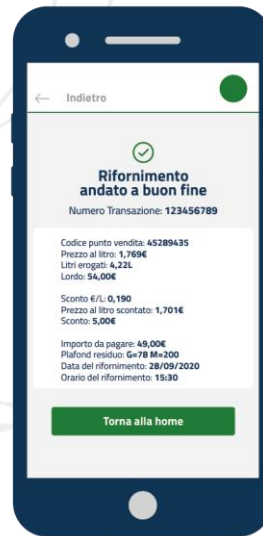 Indietro
Rifornimento
andato a buon fine
Numero Transazione: 123456789
Codice punto vendita: 45289435
Prezzo al litro: 1,769€
Litri erogati: 4,22L
Lordo: 54,00€
Sconto €/L: 0,190
Prezzo al litro scontato: 1,701€
Sconto: 5,00€
Importo da pagare: 49,00€
Plafond residuo: G=78 M=200
Data del rifornimento: 28/09/2020
Orario del rifornimento: 15:30
Torna alla home